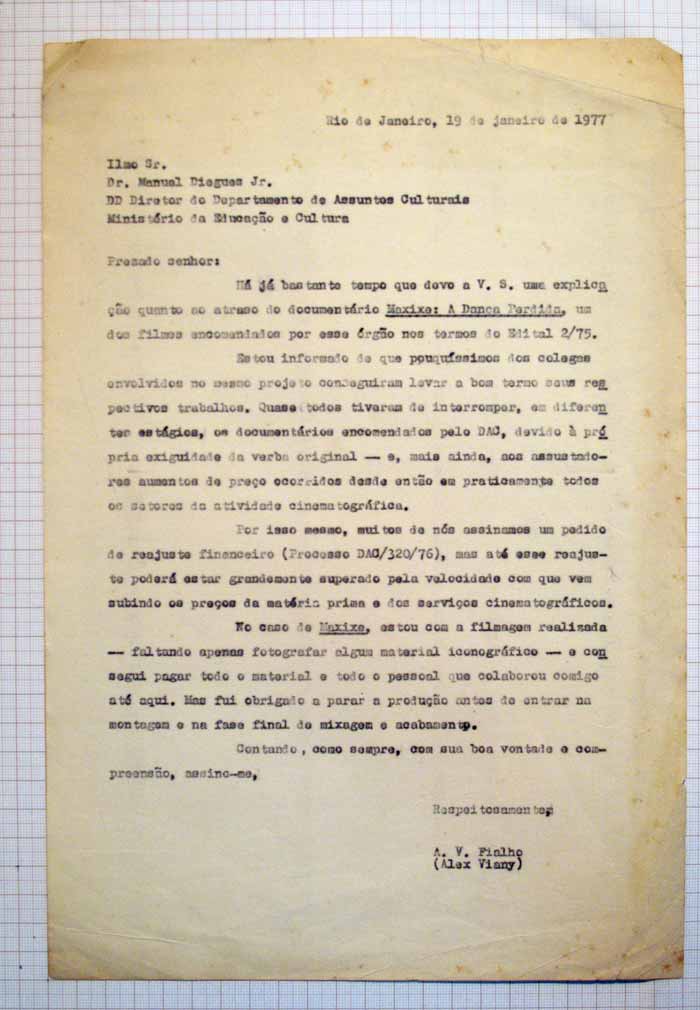 Rio de Janeiro, 19 de janeiro de 1977
Ilmo Sr.
Dr. Manuel Diegues Jr.
DD Diretor do Departamento de Assuntos Culturais
Ministério da Educação e Cultura
Prezado senhor:
Há já bastante tempo que devo a V. S. uma explica
ção quanto ao atraso do documentário Maxixe: A Dança Perdida, um
dos filmes encomendados por esse órgão nos termos do Edital 2/75.
Estou informado de que pouquíssimos dos colegas
envolvidos no mesmo projeto conseguiram levar a bom termo seus res
pectivos trabalhos. Quase todos tiveram de interromper, em diferen
tes estágios, os documentários encomendados pelo DAC, devido à pró
pria exiguidade da verba original — e, mais ainda, aos assustado-
res aumentos de preço ocorridos desde então em praticamente todos
os setores da atividade cinematográfica.
Por isso mesmo, muitos de nós assinamos um pedido
de reajuste financeiro (Processo DAC/320/76), mas até esse reajus-
te poderá estar grandemente superado pela velocidade com que vem
subindo os preços da matéria prima e dos serviços cinematográficos.
No caso de Maxixe, estou com a filmagem realizada
— faltando apenas fotografar algum material iconográfico — e con
segui pagar todo o material e todo o pessoal que colaborou comigo
até aqui. Mas fui obrigado a parar a produção antes de entrar na
montagem e na fase final de mixagem e acabamento.
Contando, como sempre, com sua boa vontade e com-
preensão, assino-me,
Respeitosamente,
A. V. Fialho
(Alex Viany)